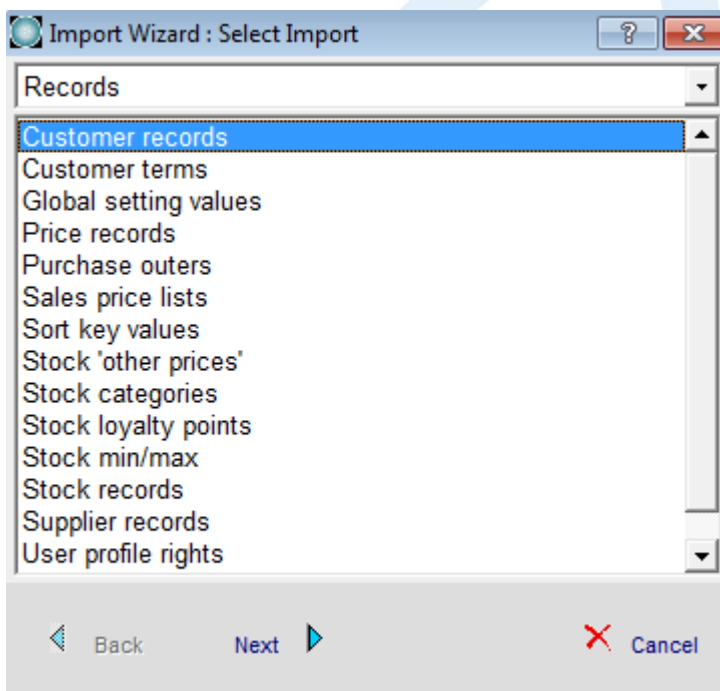 Import Wizard : Select Import
?
Records
Customer records
Customer terms
Global setting values
Price records
Purchase outers
Sales price lists
Sort key values
Stock 'other prices'
Stock categories
Stock loyalty points
Stock min/max
Stock records
Supplier records
User profile rights
Back Next Cancel